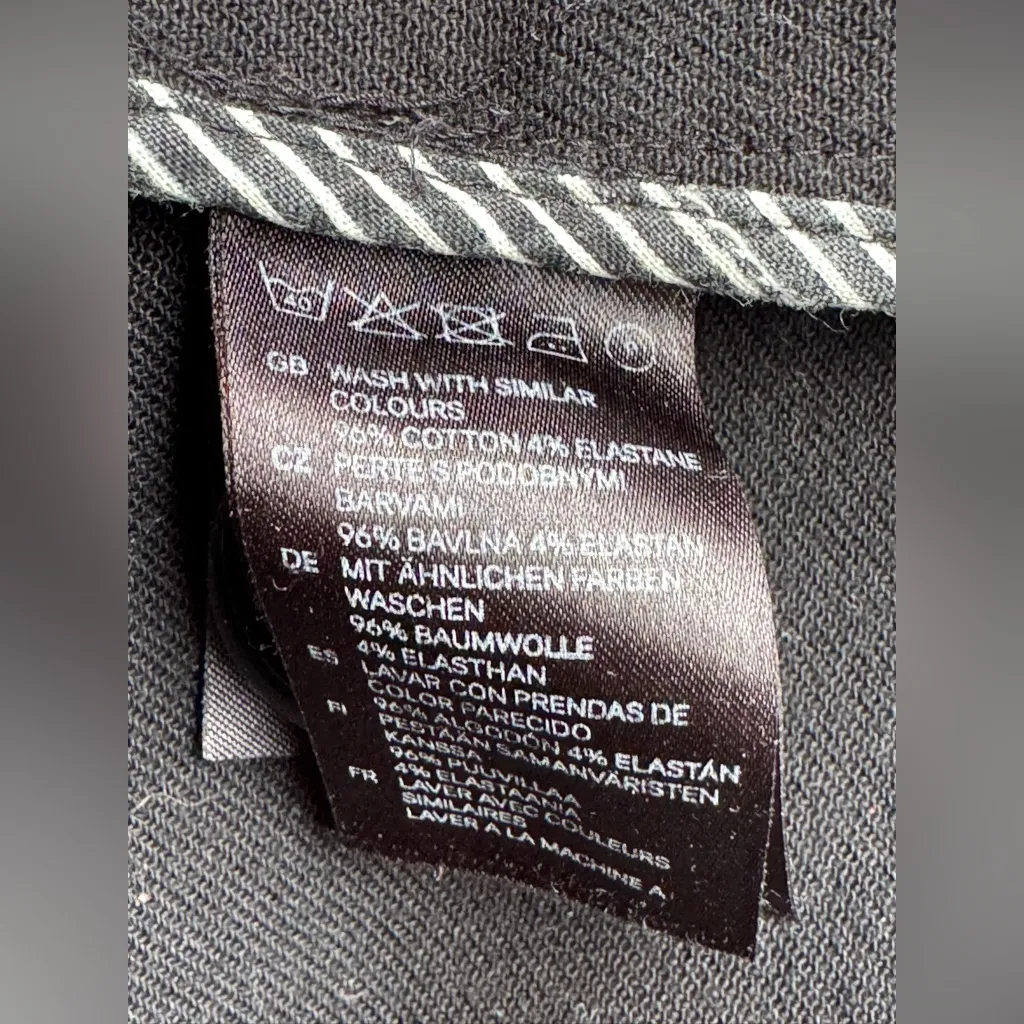 40
GB WASH WITH SIMILAR
COLOURS
96% COTTON 4% ELASTANE
CZ PERTE S PODOBNYMI
BARVAMI
96% BAVLNA 4% ELASTAN
DE MIT ÄHNLICHEN FARBEN
WASCHEN
96% BAUMWOLLE
4% ELASTHAN
ES LAVAR CON PRENDAS DE
COLOR PARECIDO
96% ALGODÓN 4% ELASTÁN
FI PESTÄÄN SAMANVÄRISTEN
KANSSA
96% PUUVILLAA
4% ELASTAANIA
FR LAVER AVEC COULEURS
SIMILAIRES
LAVER A LA MACHINE A